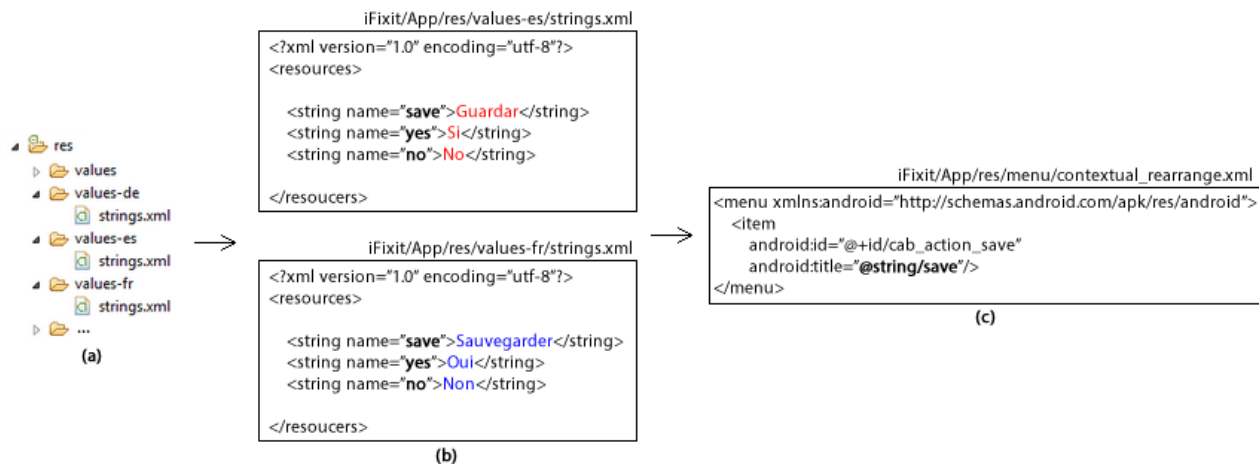 res
values
values-de
strings.xml
values-es
strings.xml
values-fr
strings.xml
...
(a)
iFixit/App/res/values-es/strings.xml
<?xml version="1.0" encoding="utf-8"?>
<resources>
<string name="save">Guardar</string>
<string name="yes">Si</string>
<string name="no">No</string>
</resoucers>
iFixit/App/res/values-fr/strings.xml
<?xml version="1.0" encoding="utf-8"?>
<resources>
<string name="save">Sauvegarder</string>
<string name="yes">Oui</string>
<string name="no">Non</string>
</resoucers>
(b)
iFixit/App/res/menu/contextual_rearrange.xml
<menu xmlns:android="http://schemas.android.com/apk/res/android">
<item
android:id="@+id/cab_action_save"
android:title="@string/save"/>
</menu>
(c)